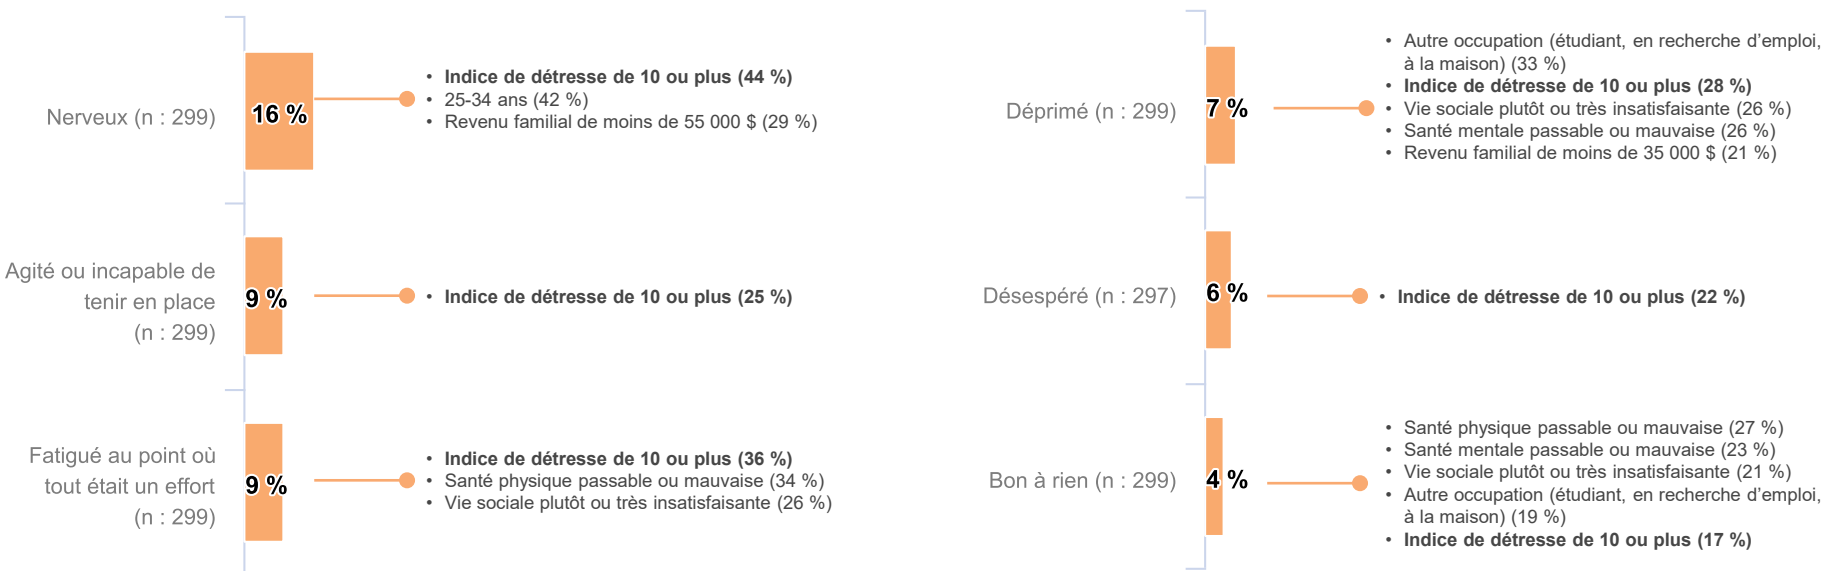 Nerveux (n : 299)
16 %
• Indice de détresse de 10 ou plus (44 %)
• 25-34 ans (42 %)
• Revenu familial de moins de 55 000 $ (29 %)
Agité ou incapable de
tenir en place
(n : 299)
9 %
• Indice de détresse de 10 ou plus (25 %)
Fatigué au point où
tout était un effort
(n : 299)
9 %
• Indice de détresse de 10 ou plus (36 %)
• Santé physique passable ou mauvaise (34 %)
• Vie sociale plutôt ou très insatisfaisante (26 %)
Déprimé (n : 299)
7 %
• Autre occupation (étudiant, en recherche d’emploi,
à la maison) (33 %)
• Indice de détresse de 10 ou plus (28 %)
• Vie sociale plutôt ou très insatisfaisante (26 %)
• Santé mentale passable ou mauvaise (26 %)
• Revenu familial de moins de 35 000 $ (21 %)
Désespéré (n : 297)
6 %
• Indice de détresse de 10 ou plus (22 %)
Bon à rien (n : 299)
4 %
• Santé physique passable ou mauvaise (27 %)
• Santé mentale passable ou mauvaise (23 %)
• Vie sociale plutôt ou très insatisfaisante (21 %)
• Autre occupation (étudiant, en recherche d’emploi,
à la maison) (19 %)
• Indice de détresse de 10 ou plus (17 %)